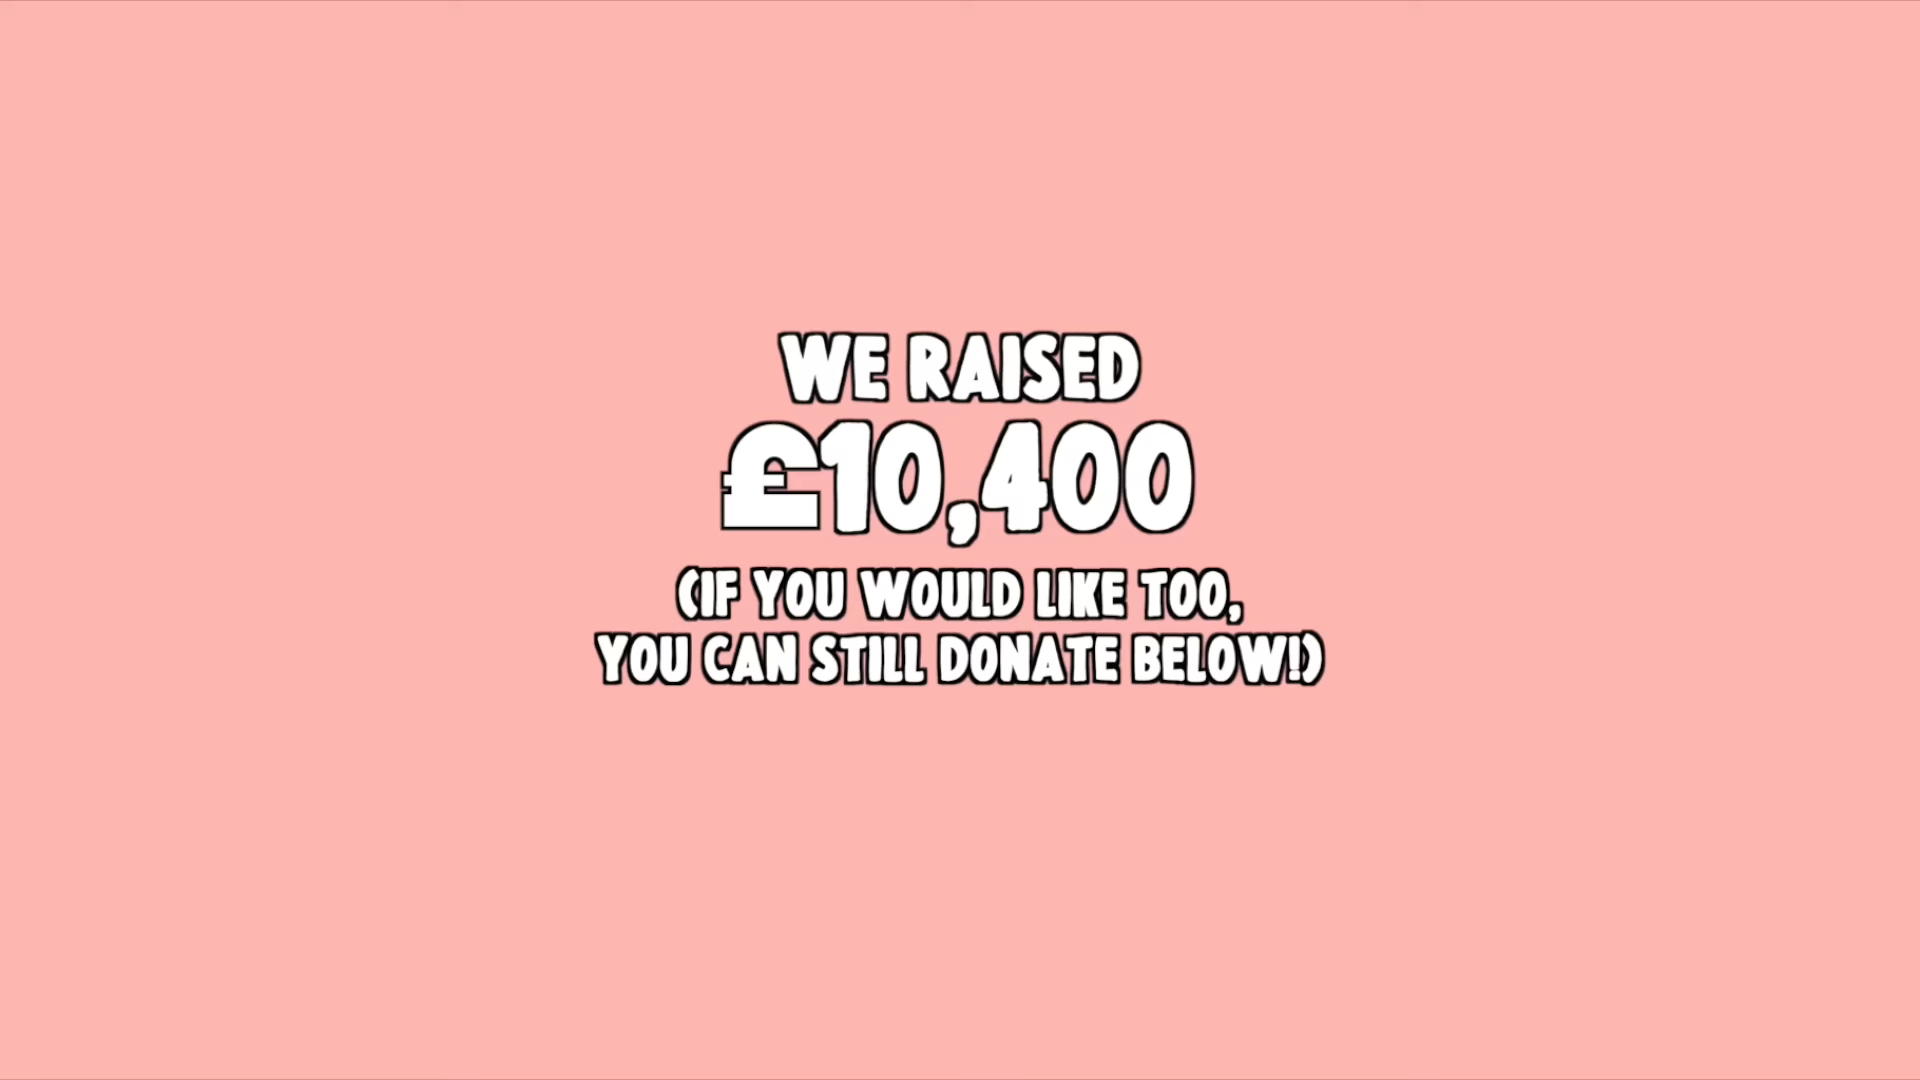 WE RAISED
£10,400
(IF YOU WOULD LIKE TOO,
YOU CAN STILL DONATE BELOW!)